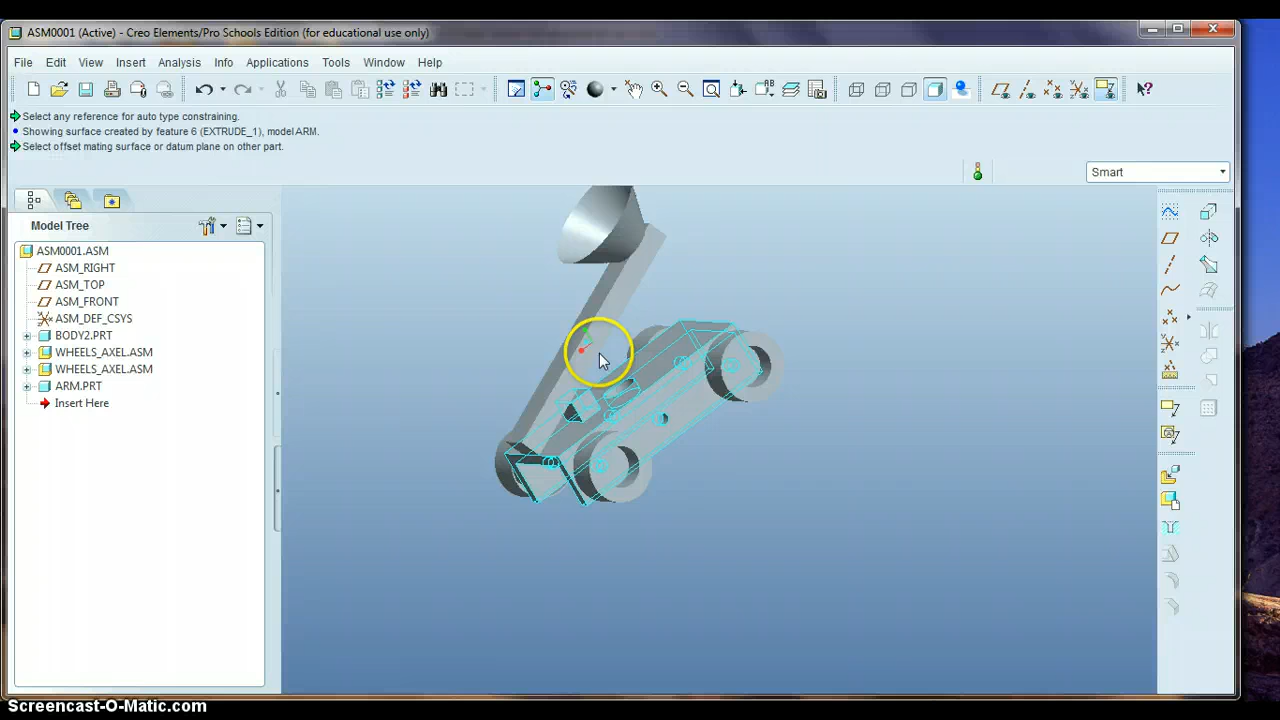 ASM0001 (Active) - Creo Elements/Pro Schools Edition (for educational use only)
File Edit View Insert Analysis Info Applications Tools Window Help
Select any reference for auto type constraining.
Showing surface created by feature 6 (EXTRUDE_1), model ARM.
Select offset mating surface or datum plane on other part.
Smart
Model Tree
ASM0001.ASM
ASM_RIGHT
ASM_TOP
ASM_FRONT
ASM_DEF_CSYS
BODY2.PRT
WHEELS_AXEL.ASM
WHEELS_AXEL.ASM
ARM.PRT
Insert Here
Screencast-O-Matic.com